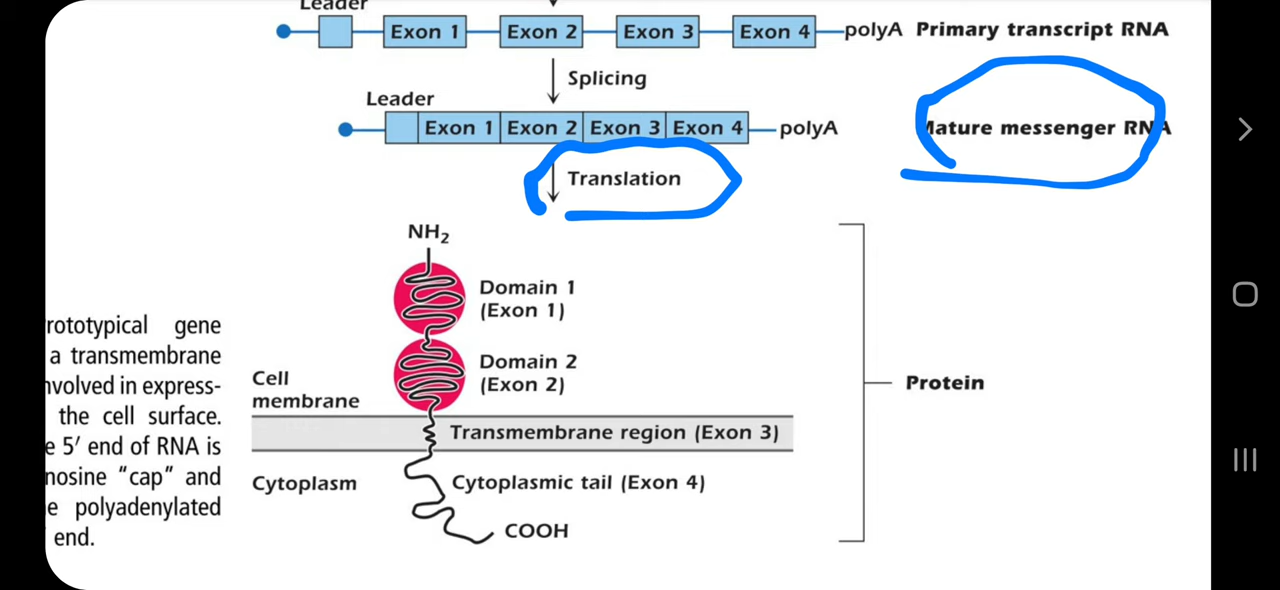 Leader
Exon 1 Exon 2 Exon 3 Exon 4 polyA Primary transcript RNA
Splicing
Leader
Exon 1 Exon 2 Exon 3 Exon 4 polyA Mature messenger RNA
Translation
NH2
Domain 1
(Exon 1)
Domain 2
(Exon 2)
Cell
membrane
Transmembrane region (Exon 3)
Cytoplasm
Cytoplasmic tail (Exon 4)
COOH
Protein
rototypical gene
a transmembrane
nvolved in express-
the cell surface.
e 5′ end of RNA is
nosine “cap” and
e polyadenylated
end.